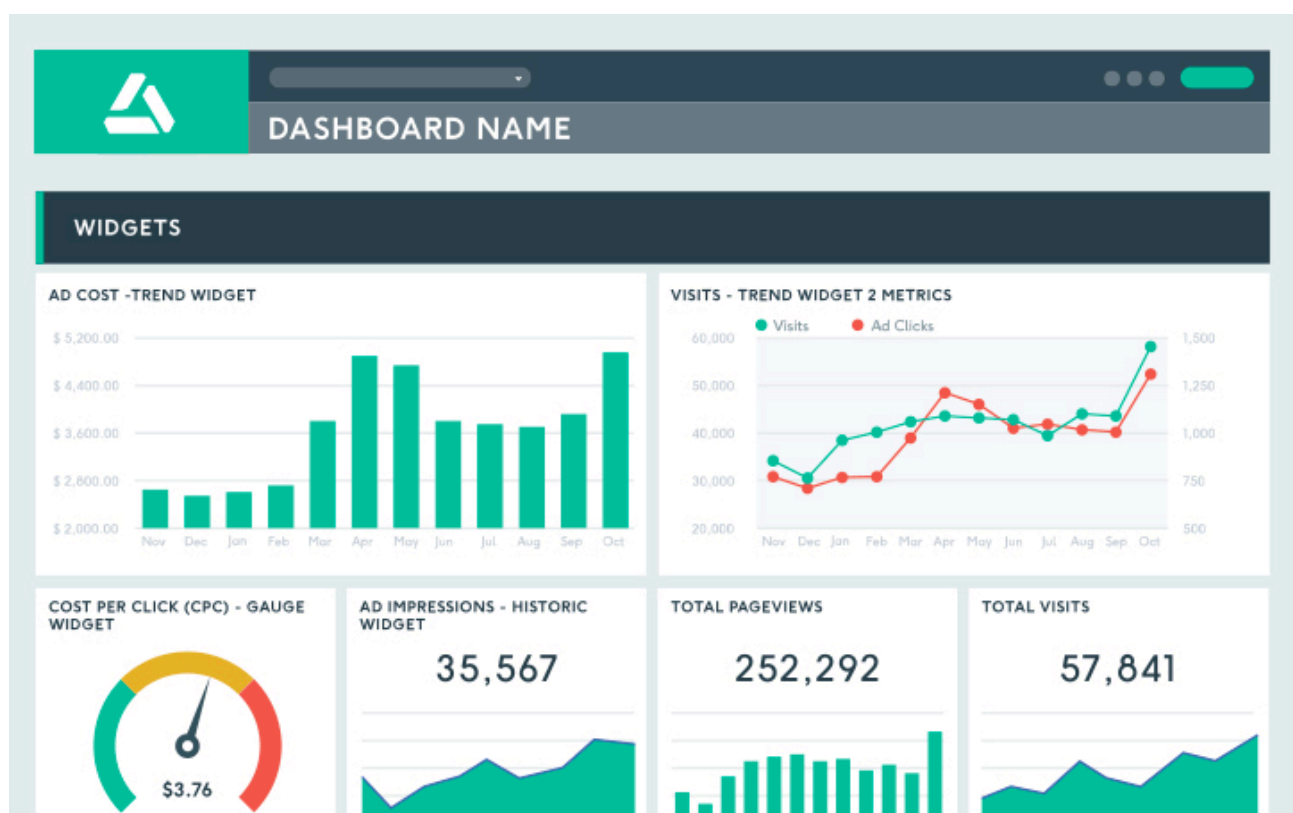 DASHBOARD NAME
WIDGETS
AD COST -TREND WIDGET
$ 5,200.00
$ 4,400.00
$ 3,600.00
$ 2,800.00
$ 2,000.00
Nov Dec Jan Feb Mar Apr May Jun Jul Aug Sep Oct
VISITS - TREND WIDGET 2 METRICS
Visits Ad Clicks
60,000 1,500
50,000 1,250
40,000 1,000
30,000 750
20,000 500
Nov Dec Jan Feb Mar Apr May Jun Jul Aug Sep Oct
COST PER CLICK (CPC) - GAUGE
WIDGET
$3.76
AD IMPRESSIONS - HISTORIC
WIDGET
35,567
TOTAL PAGEVIEWS
252,292
TOTAL VISITS
57,841